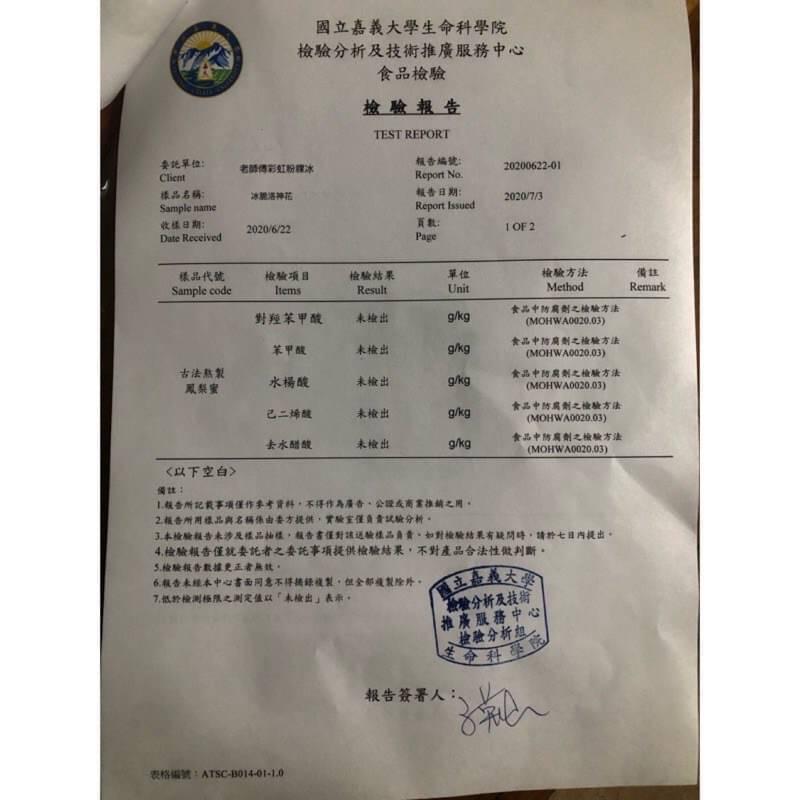 國立嘉義大學生命科學院
檢驗分析及技術推廣服務中心
食品檢驗
檢驗報告
TEST REPORT
委託單位: 老師傅彩虹粉粿冰 報告編號: 20200622-01
Client Report No.
樣品名稱: 冰脆洛神花 報告日期: 2020/7/3
Sample name Report Issued
收樣日期: 2020/6/22 頁數: 1 OF 2
Date Received Page
樣品代號 檢驗項目 檢驗結果 單位 檢驗方法 備註
Sample code Items Result Unit Method Remark
對羥苯甲酸 未檢出 g/kg 食品中防腐劑之檢驗方法
(MOHWA0020.03)
苯甲酸 未檢出 g/kg 食品中防腐劑之檢驗方法
(MOHWA0020.03)
古法熬製
鳳梨蜜
水楊酸 未檢出 g/kg 食品中防腐劑之檢驗方法
(MOHWA0020.03)
己二烯酸 未檢出 g/kg 食品中防腐劑之檢驗方法
(MOHWA0020.03)
去水醋酸 未檢出 g/kg 食品中防腐劑之檢驗方法
(MOHWA0020.03)
<以下空白>
備註：
1.報告所記載事項僅作參考資料，不得作為廣告、公證或商業推銷之用。
2.報告所用樣品與名稱係由委方提供，實驗室僅負責試驗分析。
3.本檢驗報告未涉及樣品抽樣，報告書僅對該送驗樣品負責。如對檢驗結果有疑問時，請於七日內提出。
4.檢驗報告僅就委託者之委託事項提供檢驗結果，不對產品合法性做判斷。
5.檢驗報告數據更正者無效。
6.報告未經本中心書面同意不得摘錄複製，但全部複製除外。
7.低於檢測極限之測定值以「未檢出」表示。
國立嘉義大學
檢驗分析及技術
推廣服務中心
檢驗分析組
生命科學院
報告簽署人：
表格編號：ATSC-B014-01-1.0